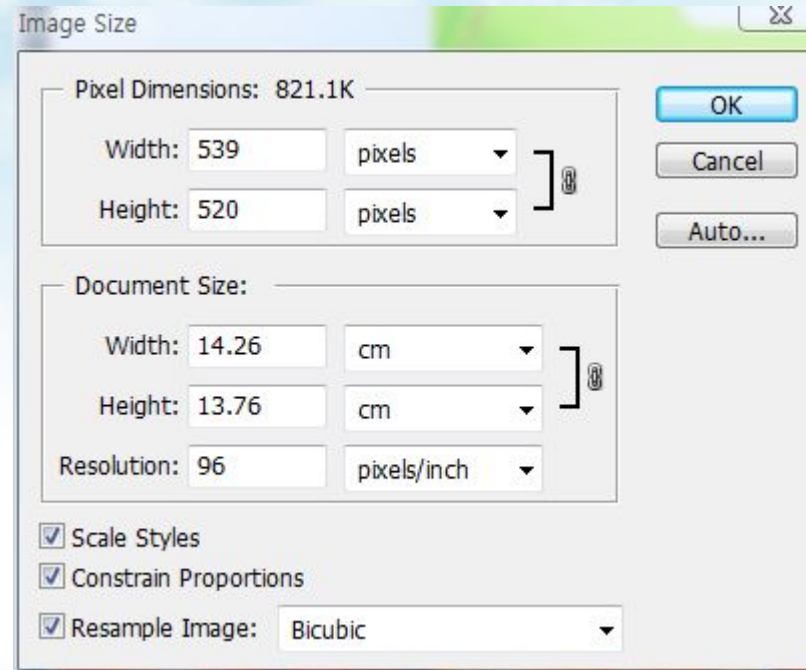 Image Size
Pixel Dimensions: 821.1K
Width: 539 pixels
Height: 520 pixels
OK
Cancel
Auto...
Document Size:
Width: 14.26 cm
Height: 13.76 cm
Resolution: 96 pixels/inch
Scale Styles
Constrain Proportions
Resample Image: Bicubic